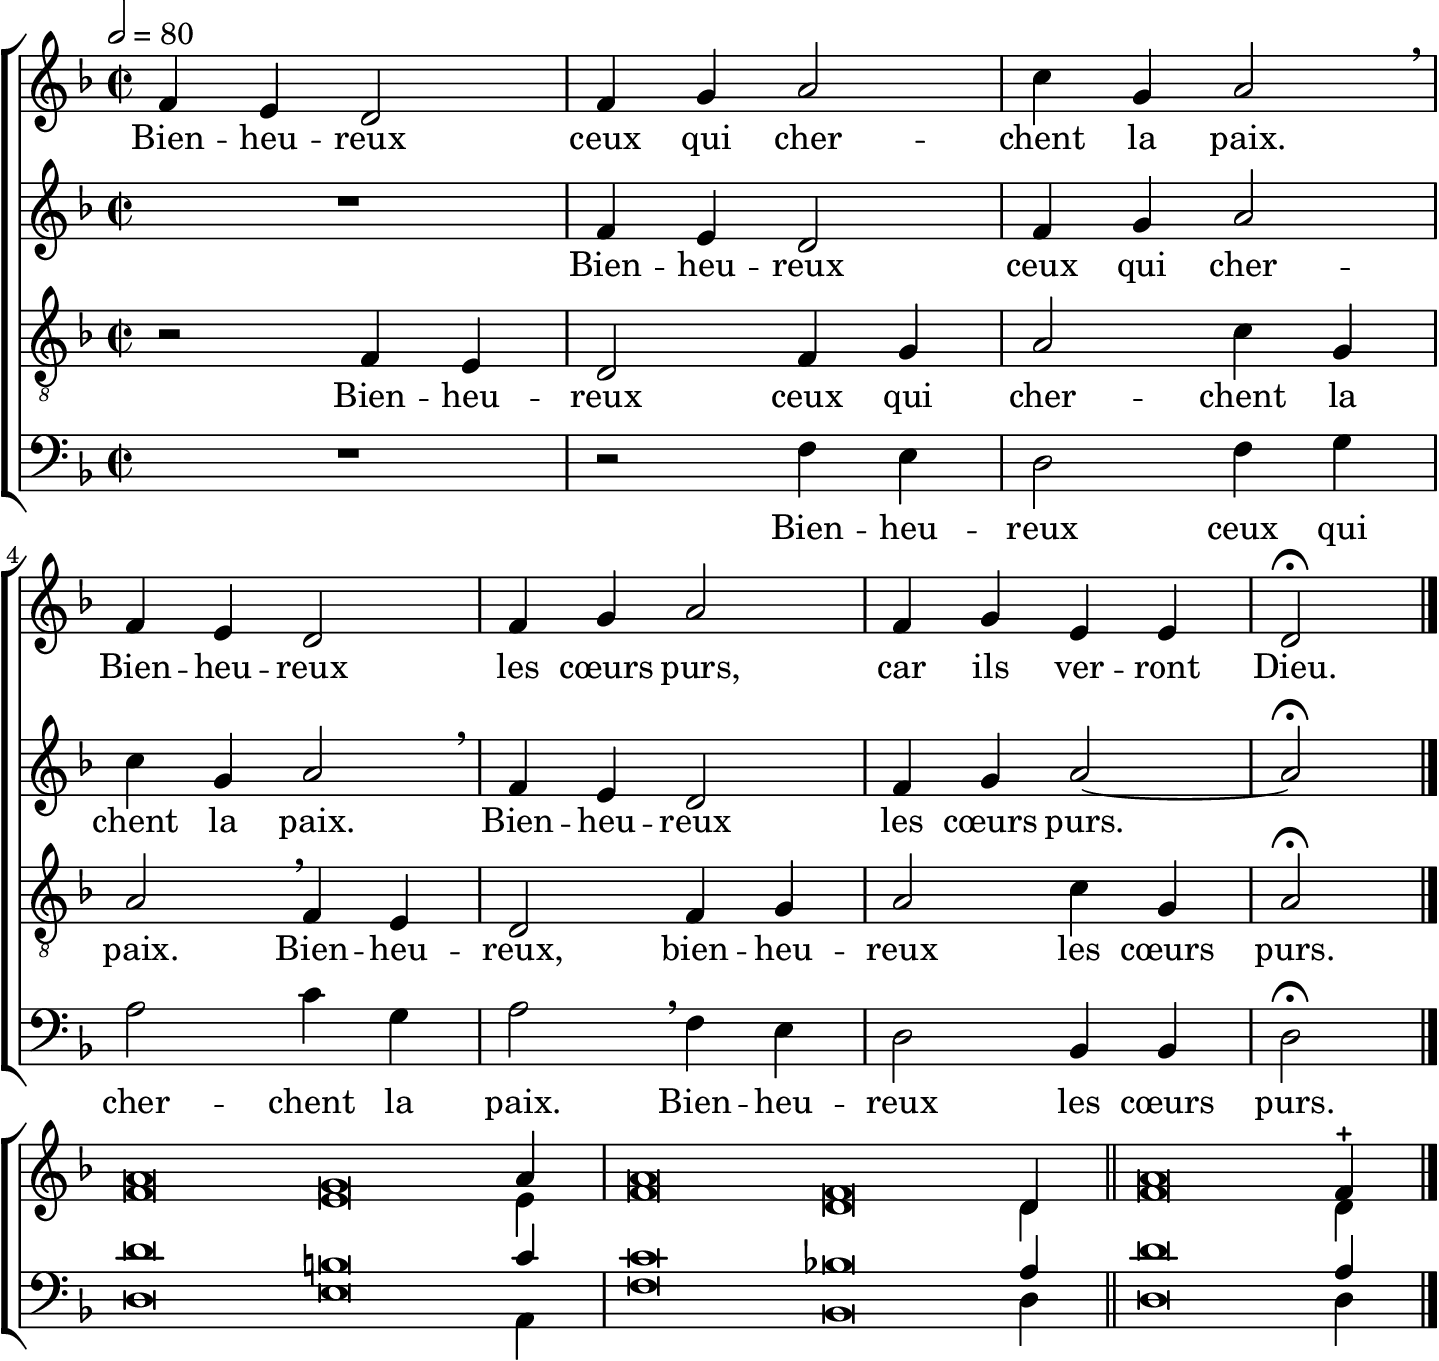 = 80
Bien -- heu -- reux ceux qui cher -- chent la paix.
Bien -- heu -- reux ceux qui cher --
8
Bien -- heu -- reux ceux qui cher -- chent la
Bien -- heu -- reux ceux qui
4
Bien -- heu -- reux les cœurs purs, car ils ver -- ront Dieu.
chent la paix. Bien -- heu -- reux les cœurs purs.
8
paix. Bien -- heu -- reux, bien -- heu -- reux les cœurs purs.
cher -- chent la paix. Bien -- heu -- reux les cœurs purs.